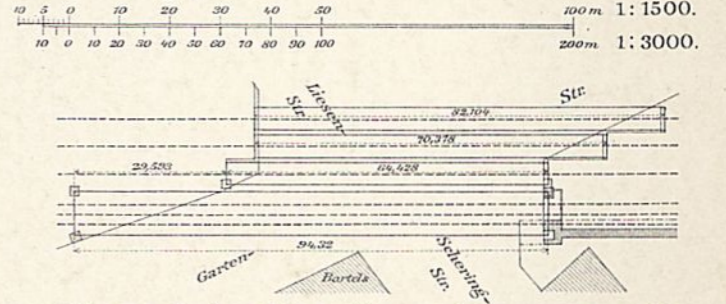 10 5 0 10 20 30 40 50 100 m 1:1500.
10 0 10 20 30 40 50 60 70 80 90 100 200m 1:3000.
Liesen-
Str.
Str.
82,104
70,378
29,593
64,428
94,32
Garten-
Bartels
Schering-
Str.